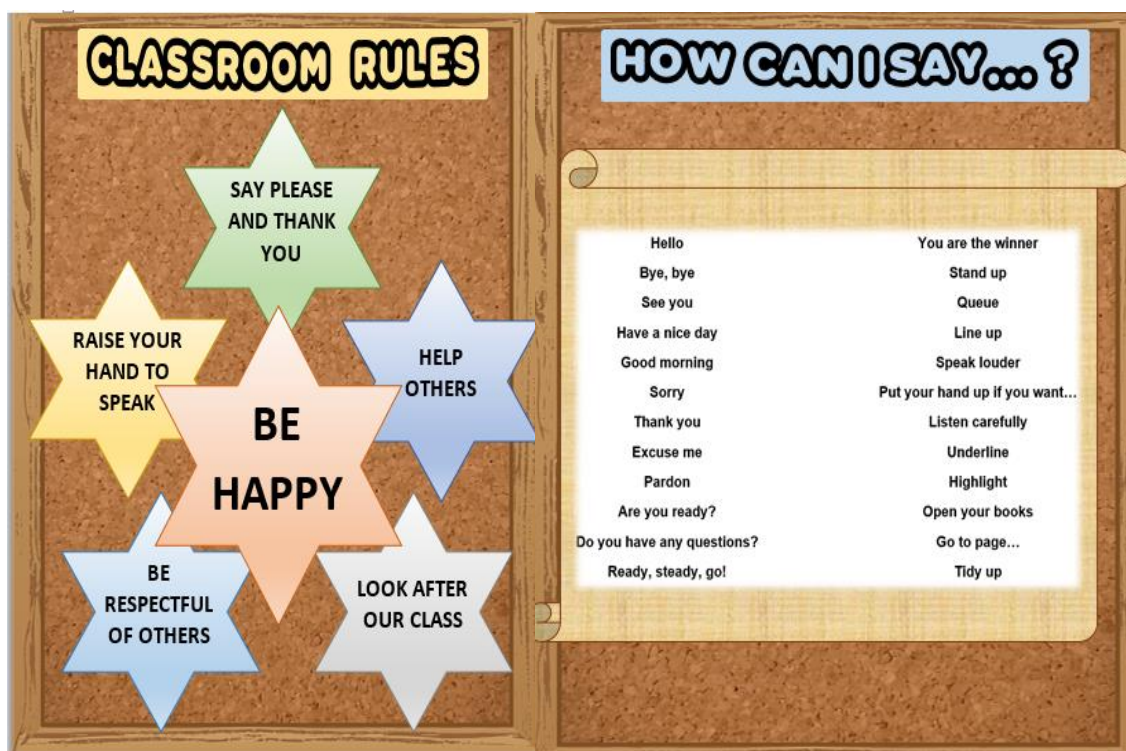 CLASSROOM RULES
SAY PLEASE
AND THANK
YOU
RAISE YOUR
HAND TO
SPEAK
HELP
OTHERS
BE
HAPPY
BE
RESPECTFUL
OF OTHERS
LOOK AFTER
OUR CLASS
HOW CAN I SAY...?
Hello
Bye, bye
See you
Have a nice day
Good morning
Sorry
Thank you
Excuse me
Pardon
Are you ready?
Do you have any questions?
Ready, steady, go!
You are the winner
Stand up
Queue
Line up
Speak louder
Put your hand up if you want...
Listen carefully
Underline
Highlight
Open your books
Go to page...
Tidy up